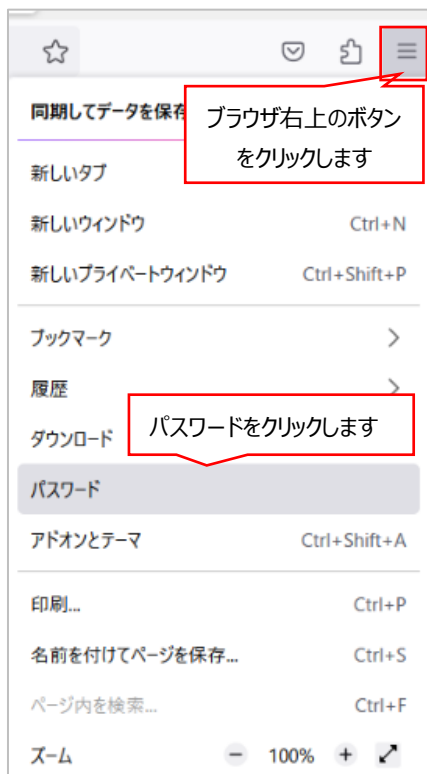 同期してデータを保存
ブラウザ右上のボタン
をクリックします
新しいタブ
新しいウィンドウ Ctrl+N
新しいプライベートウィンドウ Ctrl+Shift+P
ブックマーク
履歴
ダウンロード
パスワードをクリックします
パスワード
アドオンとテーマ Ctrl+Shift+A
印刷... Ctrl+P
名前を付けてページを保存... Ctrl+S
ページ内を検索... Ctrl+F
ズーム − 100% +